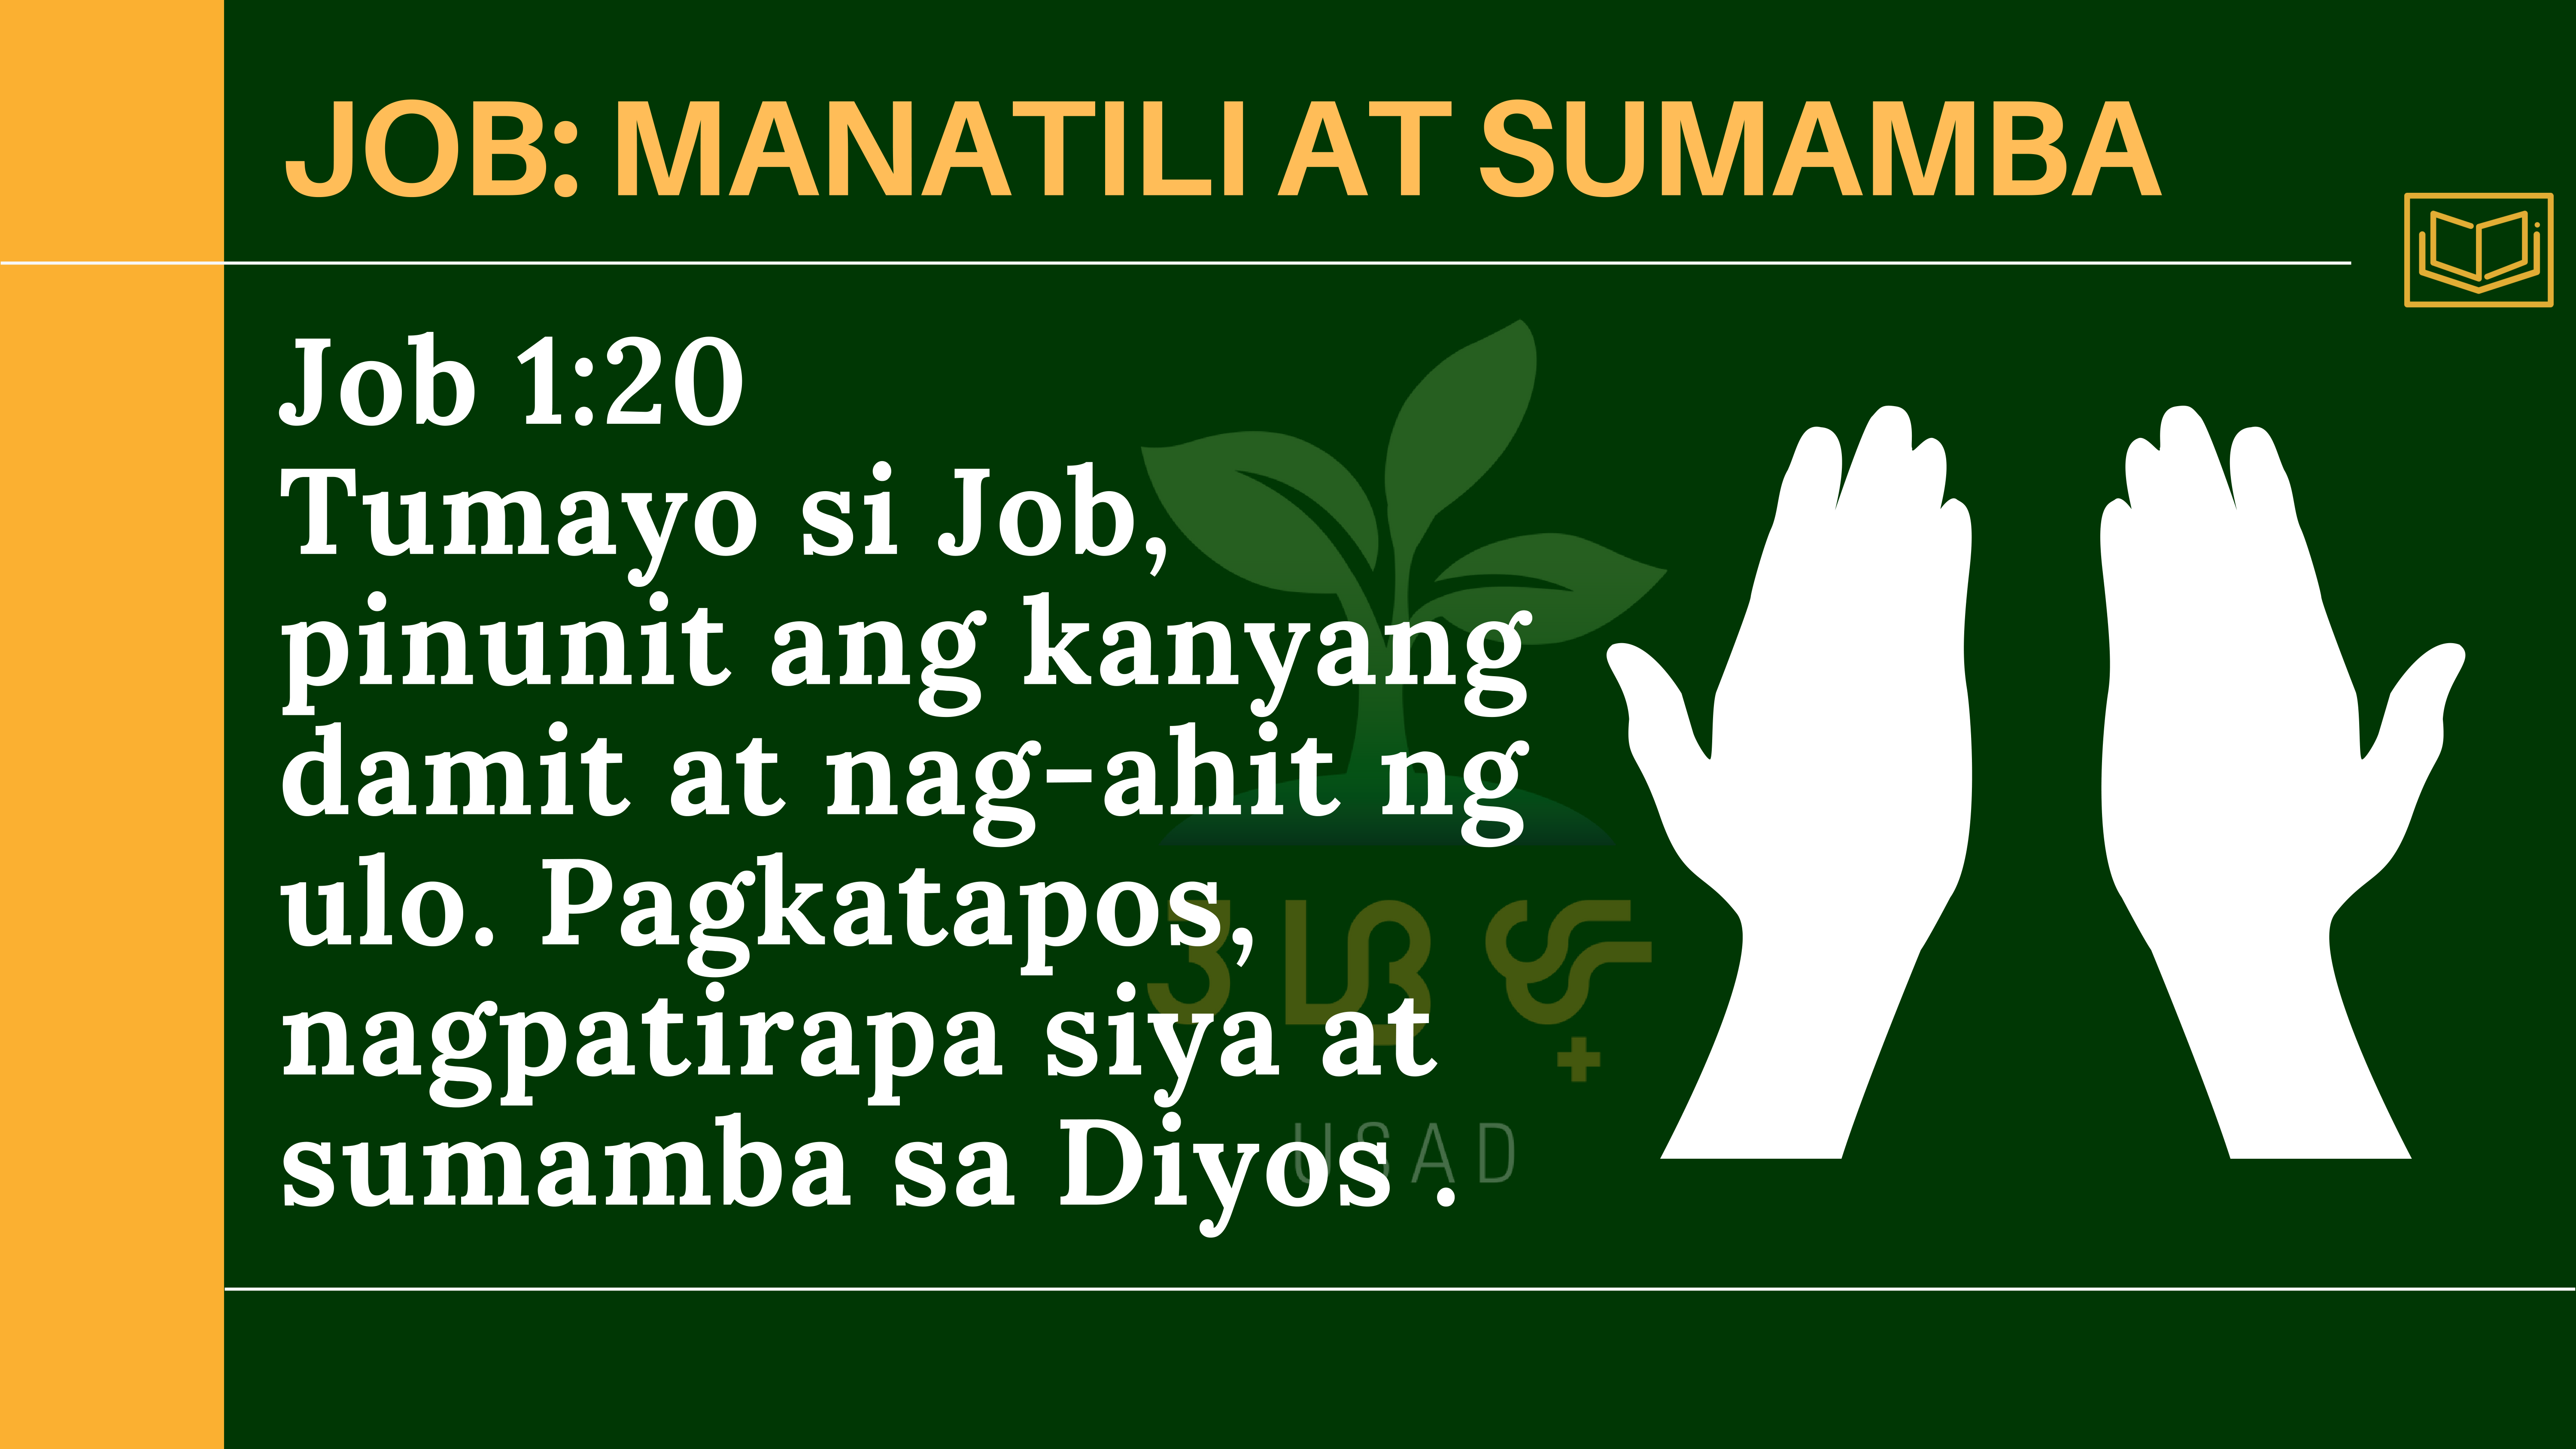 JOB: MANATILI AT SUMAMBA
Job 1:20
Tumayo si Job,
pinunit ang kanyang
damit at nag-ahit ng
ulo. Pagkatapos,
nagpatirapa siya at
sumamba sa Diyos .
USAD